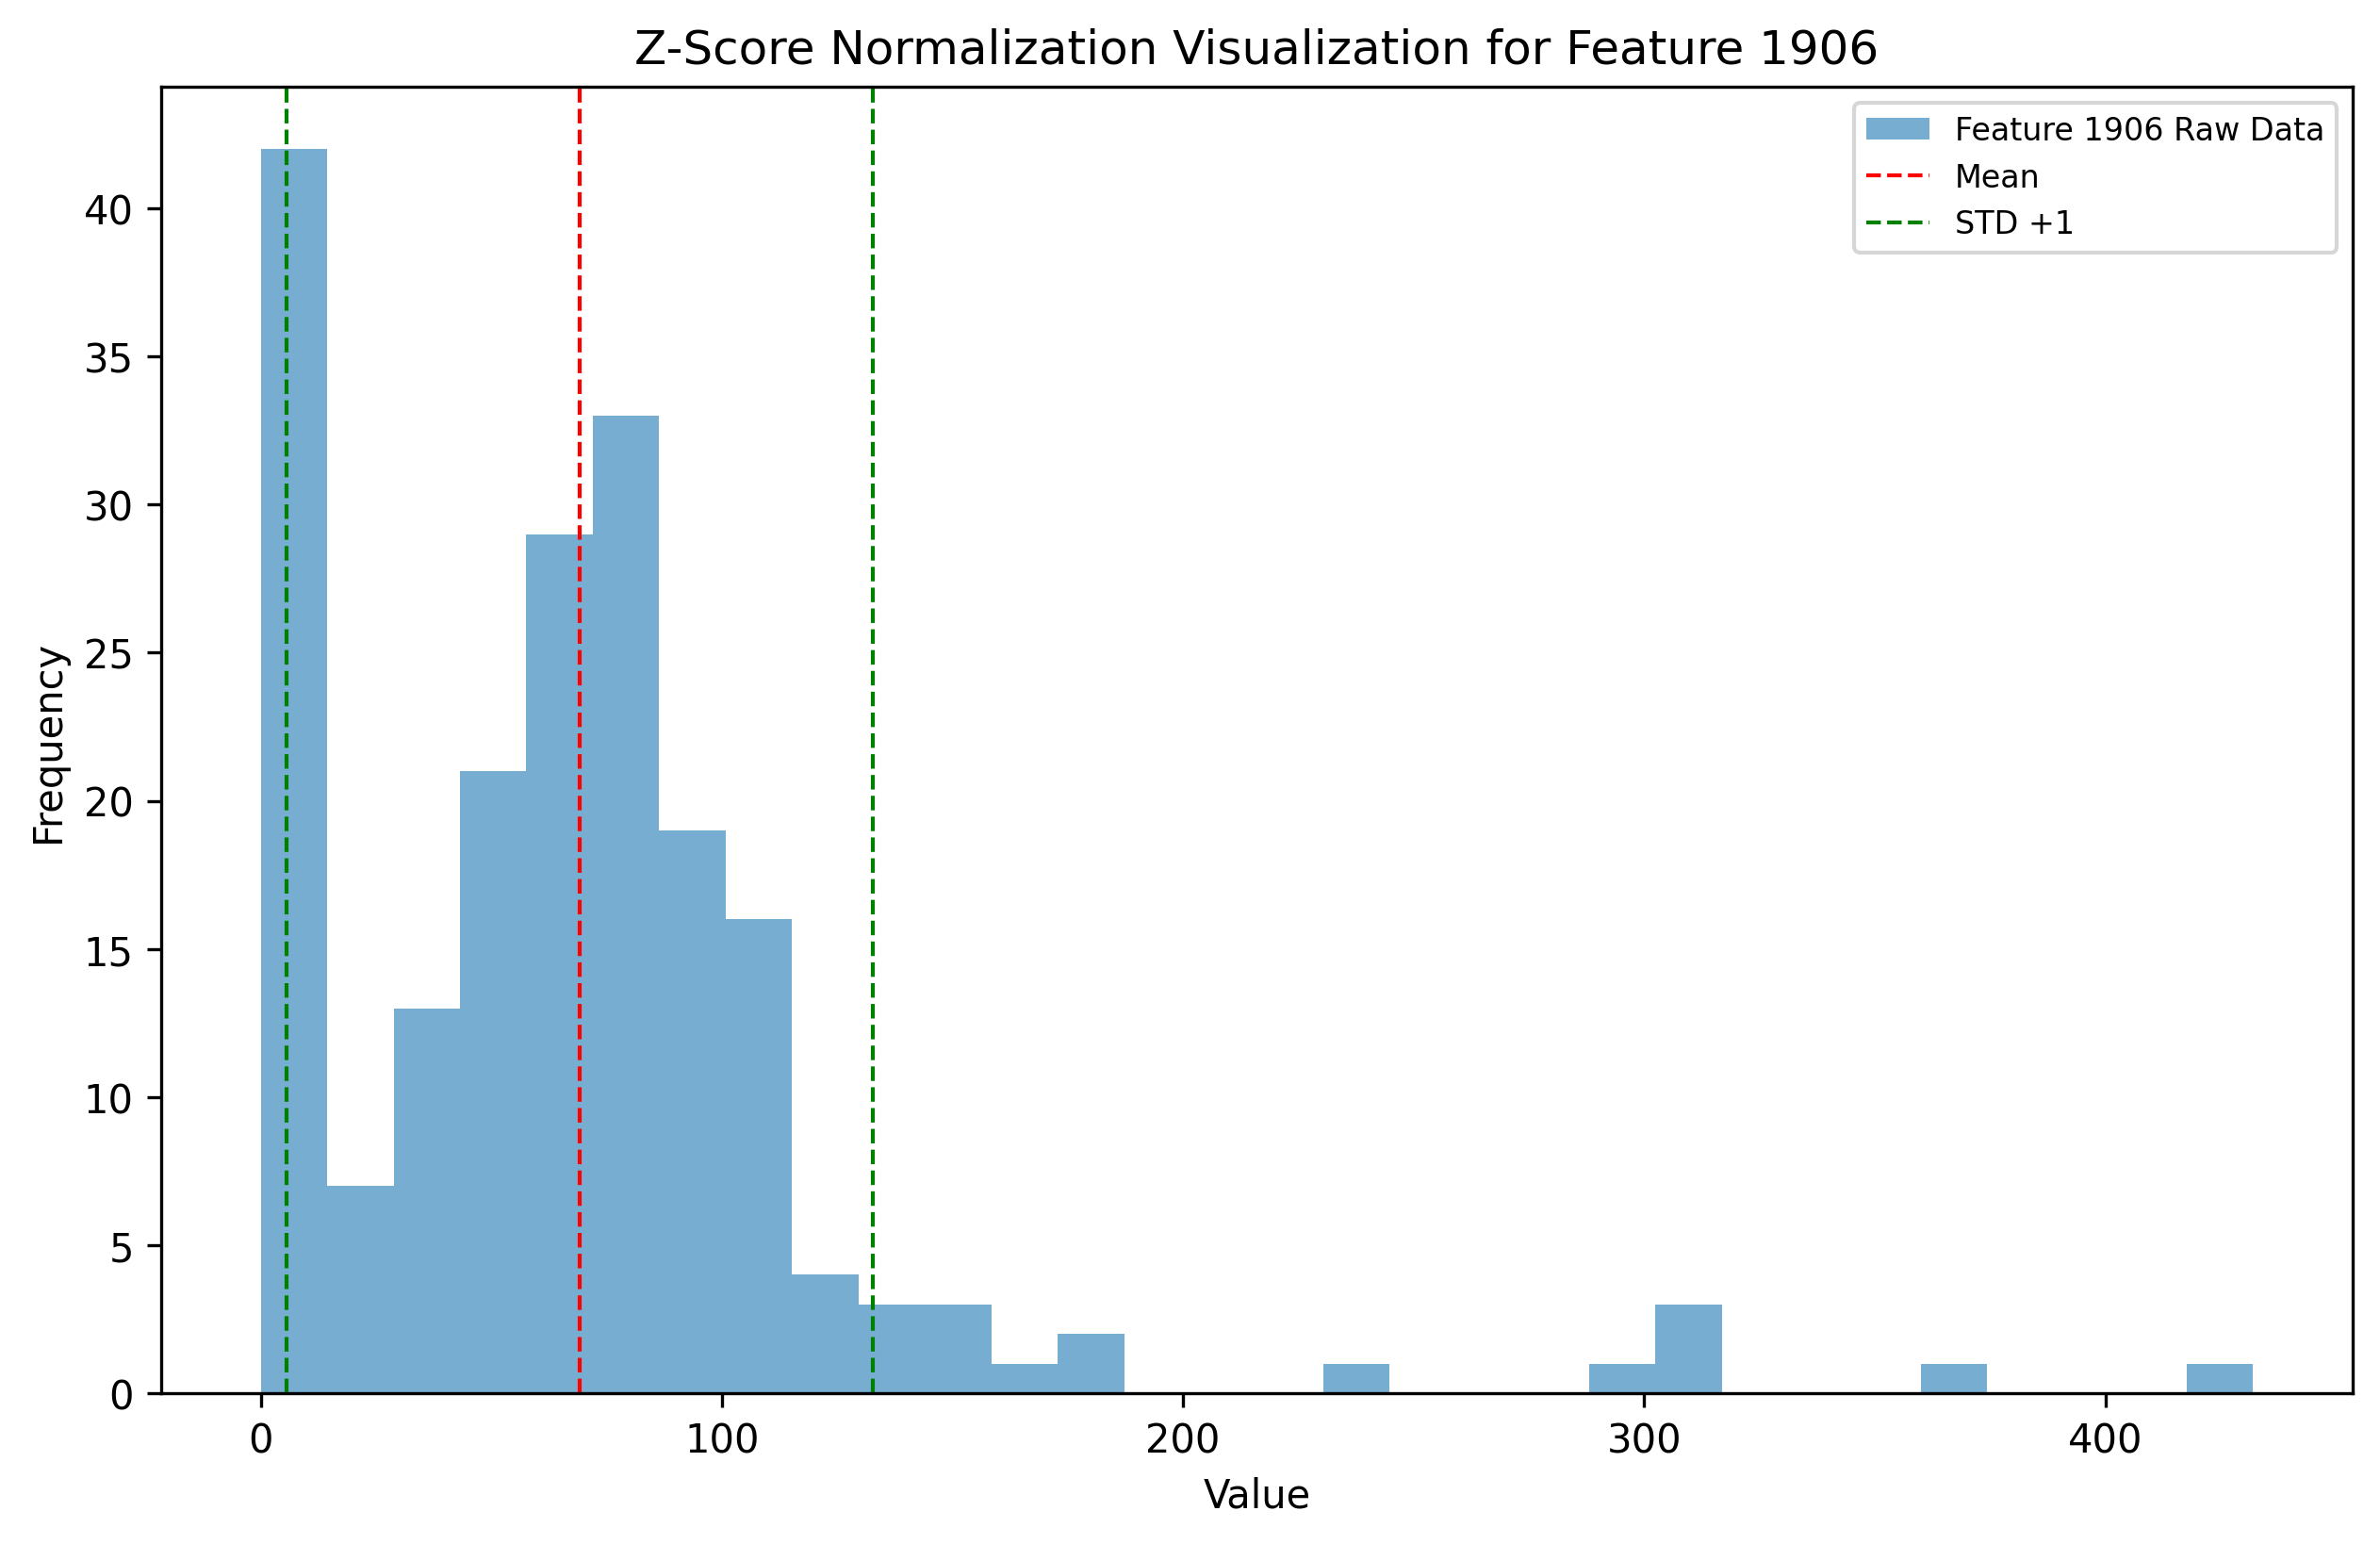 Z-Score Normalization Visualization for Feature 1906
Feature 1906 Raw Data
Mean
STD +1
Frequency
40
35
30
25
20
15
10
5
0
0 100 200 300 400
Value